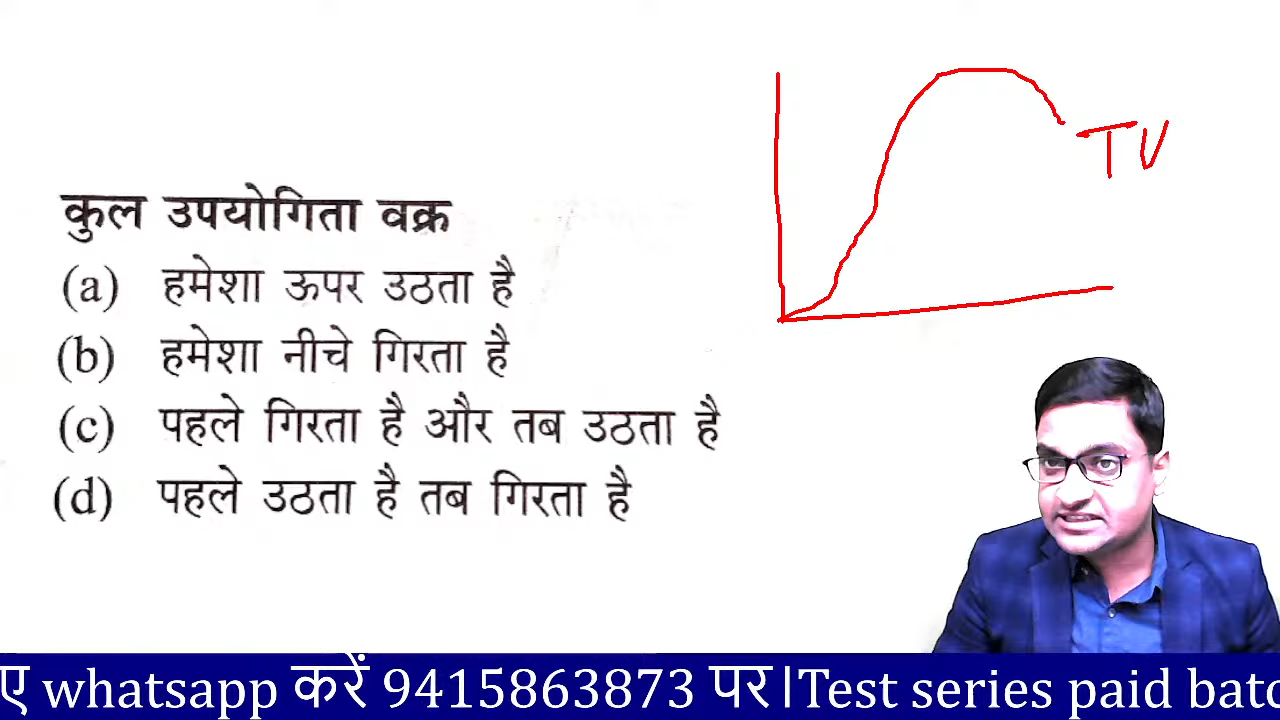 कुल उपयोगिता वक्र
(a) हमेशा ऊपर उठता है
(b) हमेशा नीचे गिरता है
(c) पहले गिरता है और तब उठता है
(d) पहले उठता है तब गिरता है
TU
ए whatsapp करें 9415863873 पर।Test series paid batc